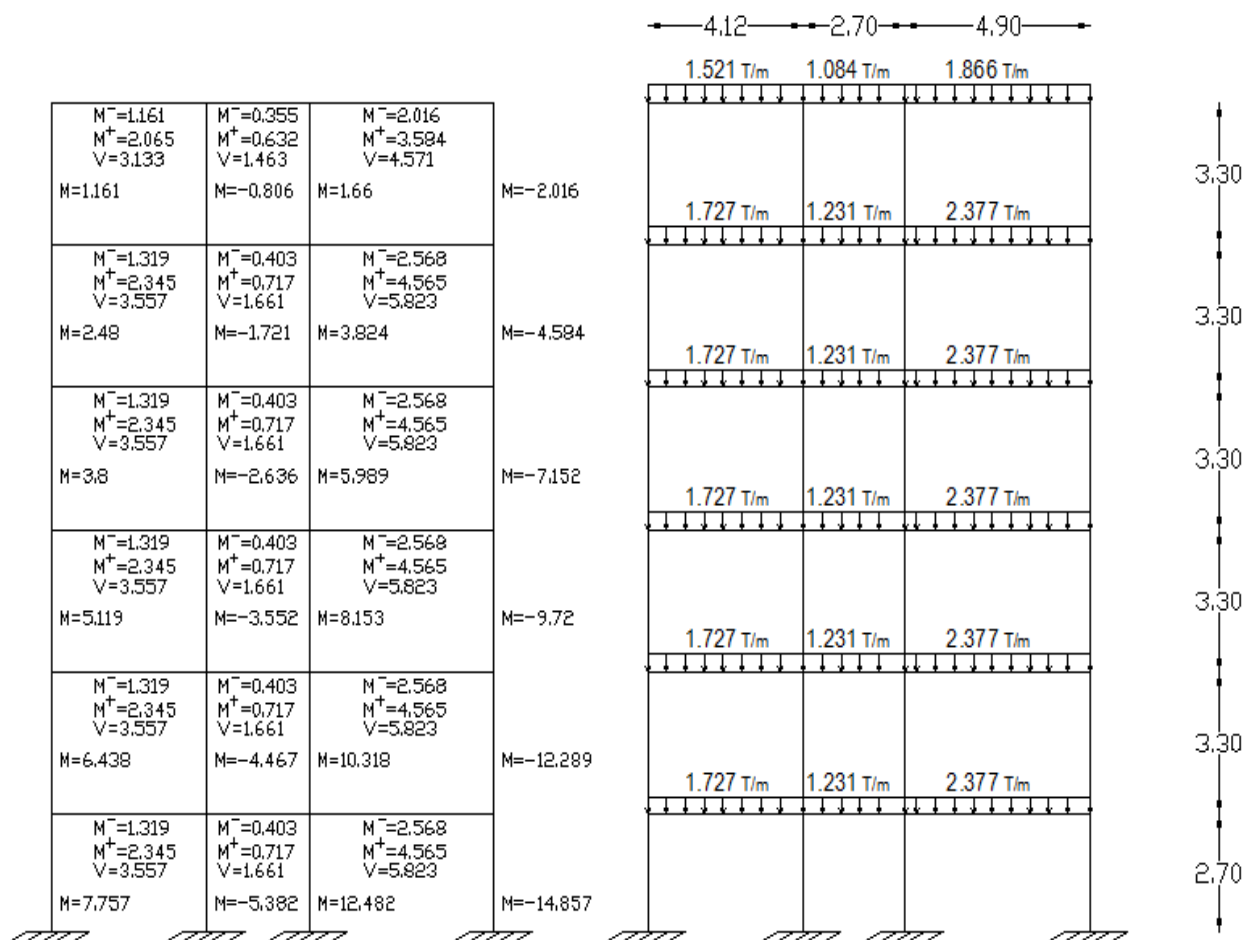 4.12 2.70 4.90
1.521 T/m 1.084 T/m 1.866 T/m
M⁻=1.161 M⁻=0.355 M⁻=2.016
M⁺=2.065 M⁺=0.632 M⁺=3.584
V=3.133 V=1.463 V=4.571
M=1.161 M=-0.806 M=1.66 M=-2.016
3.30
1.727 T/m 1.231 T/m 2.377 T/m
M⁻=1.319 M⁻=0.403 M⁻=2.568
M⁺=2.345 M⁺=0.717 M⁺=4.565
V=3.557 V=1.661 V=5.823
M=2.48 M=-1.721 M=3.824 M=-4.584
3.30
1.727 T/m 1.231 T/m 2.377 T/m
M⁻=1.319 M⁻=0.403 M⁻=2.568
M⁺=2.345 M⁺=0.717 M⁺=4.565
V=3.557 V=1.661 V=5.823
M=3.8 M=-2.636 M=5.989 M=-7.152
3.30
1.727 T/m 1.231 T/m 2.377 T/m
M⁻=1.319 M⁻=0.403 M⁻=2.568
M⁺=2.345 M⁺=0.717 M⁺=4.565
V=3.557 V=1.661 V=5.823
M=5.119 M=-3.552 M=8.153 M=-9.72
3.30
1.727 T/m 1.231 T/m 2.377 T/m
M⁻=1.319 M⁻=0.403 M⁻=2.568
M⁺=2.345 M⁺=0.717 M⁺=4.565
V=3.557 V=1.661 V=5.823
M=6.438 M=-4.467 M=10.318 M=-12.289
3.30
1.727 T/m 1.231 T/m 2.377 T/m
M⁻=1.319 M⁻=0.403 M⁻=2.568
M⁺=2.345 M⁺=0.717 M⁺=4.565
V=3.557 V=1.661 V=5.823
M=7.757 M=-5.382 M=12.482 M=-14.857
2.70